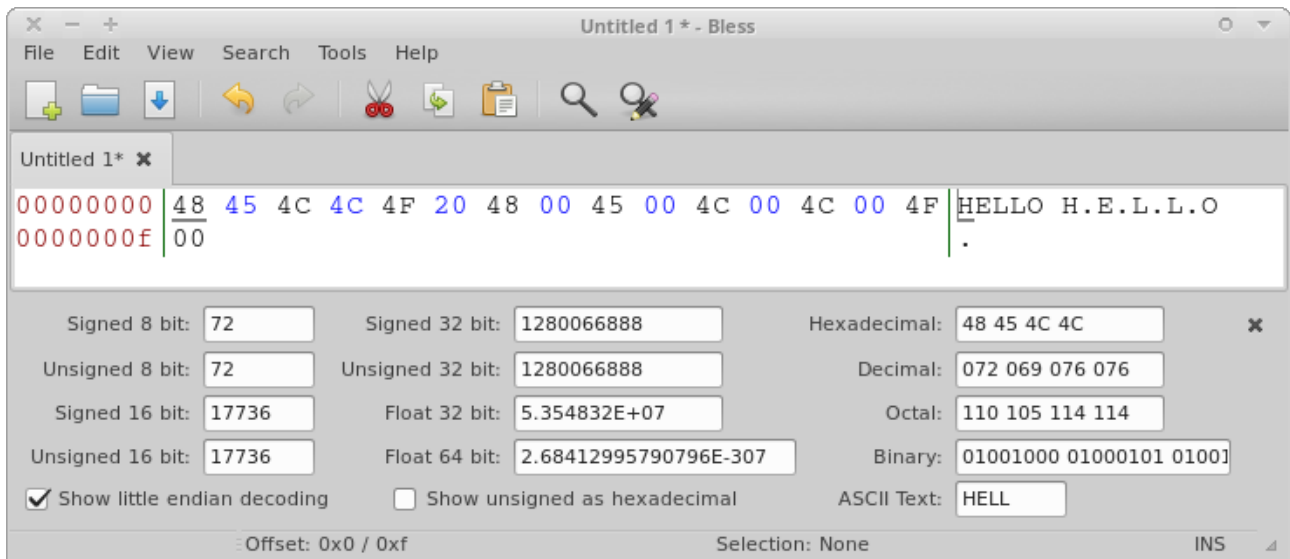 Untitled 1 * - Bless
File Edit View Search Tools Help
Untitled 1*
00000000 48 45 4C 4C 4F 20 48 00 45 00 4C 00 4C 00 4F HELLO H.E.L.L.O
0000000f 00 .
Signed 8 bit: 72 Signed 32 bit: 1280066888 Hexadecimal: 48 45 4C 4C
Unsigned 8 bit: 72 Unsigned 32 bit: 1280066888 Decimal: 072 069 076 076
Signed 16 bit: 17736 Float 32 bit: 5.354832E+07 Octal: 110 105 114 114
Unsigned 16 bit: 17736 Float 64 bit: 2.68412995790796E-307 Binary: 01001000 01000101 01001
Show little endian decoding Show unsigned as hexadecimal ASCII Text: HELL
Offset: 0x0 / 0xf Selection: None INS